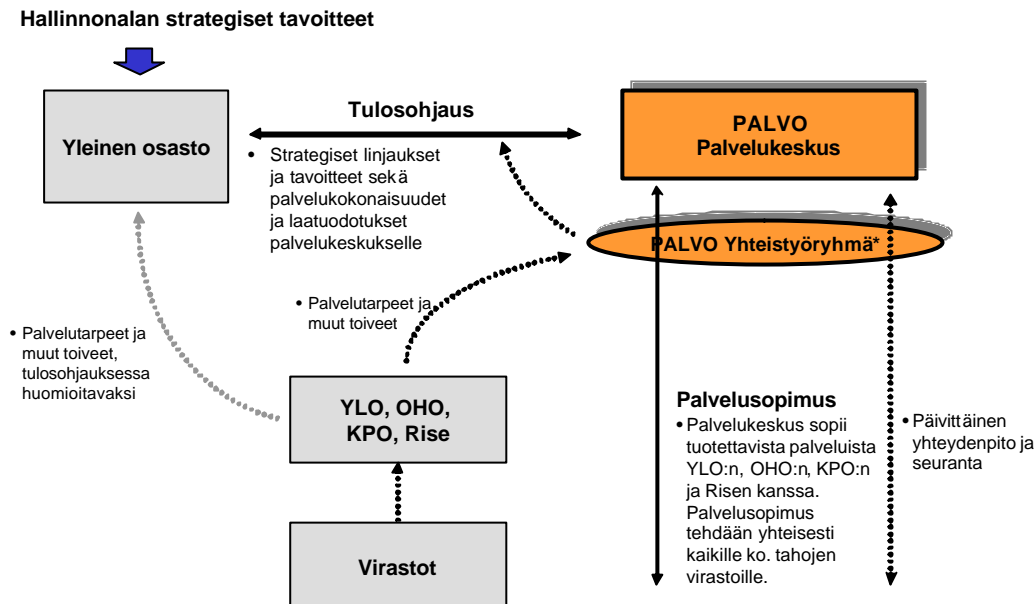 Hallinnonalan strategiset tavoitteet
Yleinen osasto
Tulosohjaus
• Strategiset linjaukset
ja tavoitteet sekä
palvelukokonaisuudet
ja laatuodotukset
palvelukeskukselle
PALVO
Palvelukeskus
PALVO Yhteistyöryhmä*
• Palvelutarpeet ja
muut toiveet
• Palvelutarpeet ja
muut toiveet,
tulosohjauksessa
huomioitavaksi
YLO, OHO,
KPO, Rise
Virastot
Palvelusopimus
• Palvelukeskus sopii
tuotettavista palveluista
YLO:n, OHO:n, KPO:n
ja Risen kanssa.
Palvelusopimus
tehdään yhteisesti
kaikille ko. tahojen
virastoille.
• Päivittäinen
yhteydenpito ja
seuranta